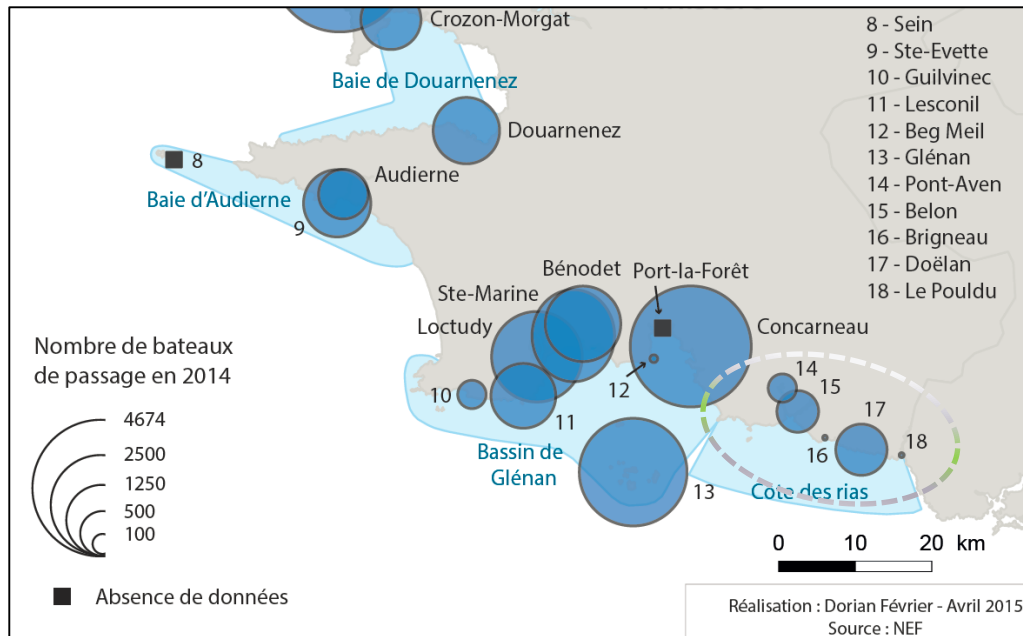 Crozon-Morgat
Baie de Douarnenez
Douarnenez
8
Audierne
Baie d'Audierne
9
Bénodet
Port-la-Forêt
Ste-Marine
Loctudy
Concarneau
12
10
11
14
15
17
16
18
Bassin de
Glénan
13
Cote des rias
8 - Sein
9 - Ste-Evette
10 - Guilvinec
11 - Lesconil
12 - Beg Meil
13 - Glénan
14 - Pont-Aven
15 - Belon
16 - Brigneau
17 - Doëlan
18 - Le Pouldu
Nombre de bateaux
de passage en 2014
4674
2500
1250
500
100
Absence de données
0 10 20 km
Réalisation : Dorian Février - Avril 2015
Source : NEF